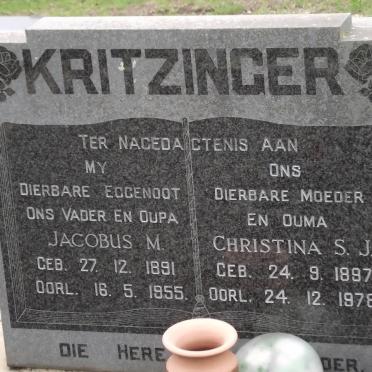 KRITZINGER
TER NAGEDAGTENIS AAN
MY
DIERBARE EGGENOOT
ONS VADER EN OUPA
JACOBUS M.
GEB. 27. 12. 1891
OORL. 16. 5. 1955.
ONS
DIERBARE MOEDER
EN OUMA
CHRISTINA S. J.
GEB. 24. 9. 1897
OORL. 24. 12. 1978
DIE HERE